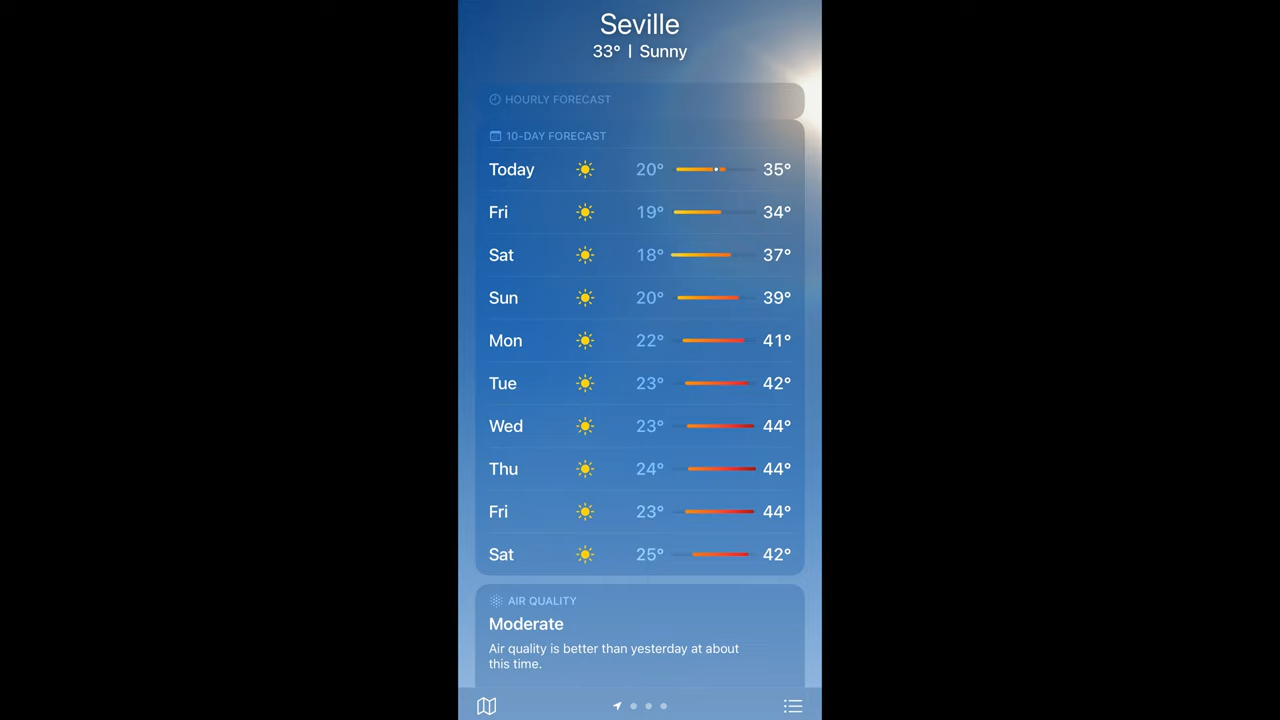 Seville
33° | Sunny
HOURLY FORECAST
10-DAY FORECAST
Today 20° 35°
Fri 19° 34°
Sat 18° 37°
Sun 20° 39°
Mon 22° 41°
Tue 23° 42°
Wed 23° 44°
Thu 24° 44°
Fri 23° 44°
Sat 25° 42°
AIR QUALITY
Moderate
Air quality is better than yesterday at about
this time.